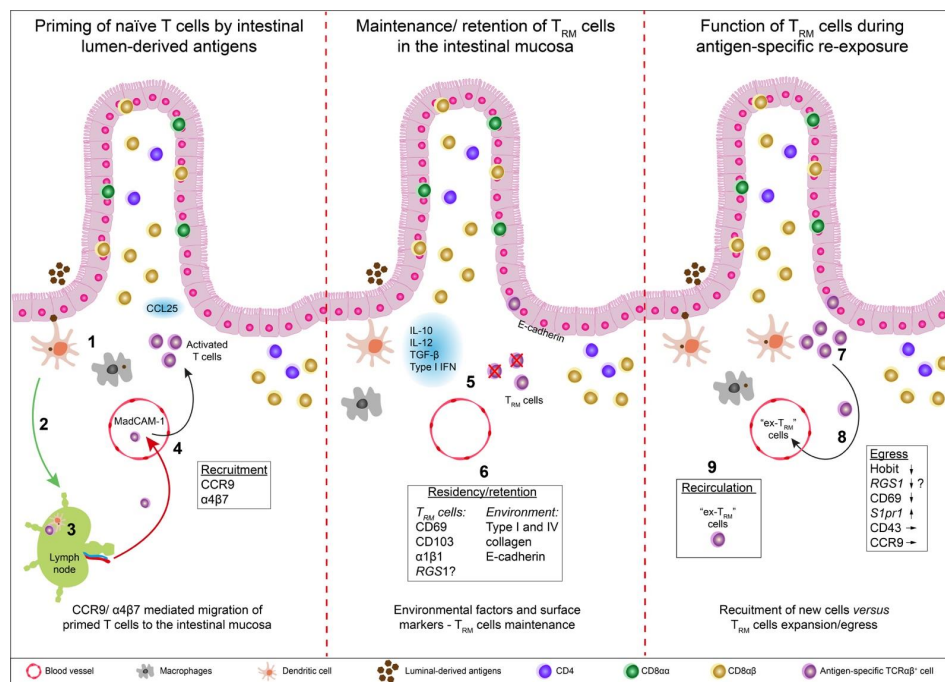 Priming of naïve T cells by intestinal
lumen-derived antigens
CCL25
1
Activated
T cells
2
MadCAM-1
4
Recruitment
CCR9
α4β7
3
Lymph
node
CCR9/ α4β7 mediated migration of
primed T cells to the intestinal mucosa
Maintenance/ retention of TRM cells
in the intestinal mucosa
E-cadherin
IL-10
IL-12
TGF-β
Type I IFN
5
TRM cells
6
Residency/retention
TRM cells: Environment:
CD69 Type I and IV
CD103 collagen
α1β1 E-cadherin
RGS1?
Environmental factors and surface
markers - TRM cells maintenance
Function of TRM cells during
antigen-specific re-exposure
7
"ex-TRM"
cells
8
9
Recirculation
"ex-TRM"
cells
Egress
Hobit ↓
RGS1 ↓ ?
CD69 ↓
S1pr1 ↑
CD43 →
CCR9 →
Recuitment of new cells versus
TRM cells expansion/egress
Blood vessel Macrophages Dendritic cell Luminal-derived antigens CD4 CD8αα CD8αβ Antigen-specific TCRαβ⁺ cell